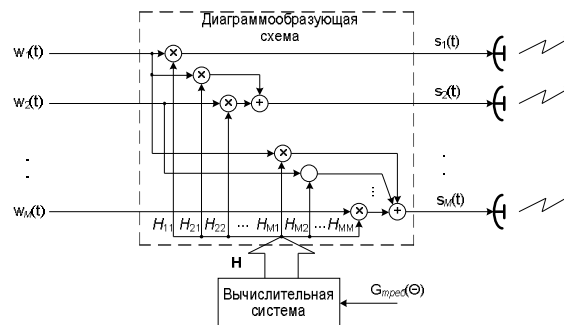 Диаграммообразующая
схема
w₁(t) s₁(t)
w₂(t) s₂(t)
. .
. .
...
wM(t) sM(t)
H₁₁ H₂₁ H₂₂ ... HM1 HM2 ... HMM
H
Вычислительная
система
Gтреб(Θ)